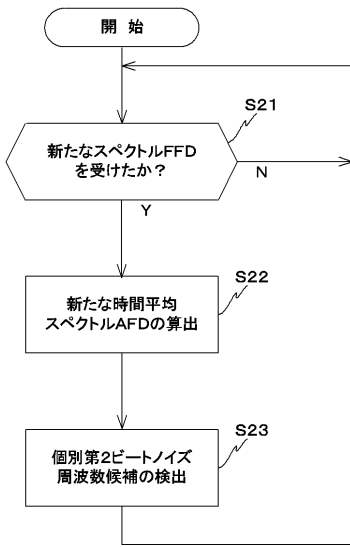 開 始
S21
新たなスペクトルFFD
を受けたか？
N
Y
S22
新たな時間平均
スペクトルAFDの算出
S23
個別第2ビートノイズ
周波数候補の検出